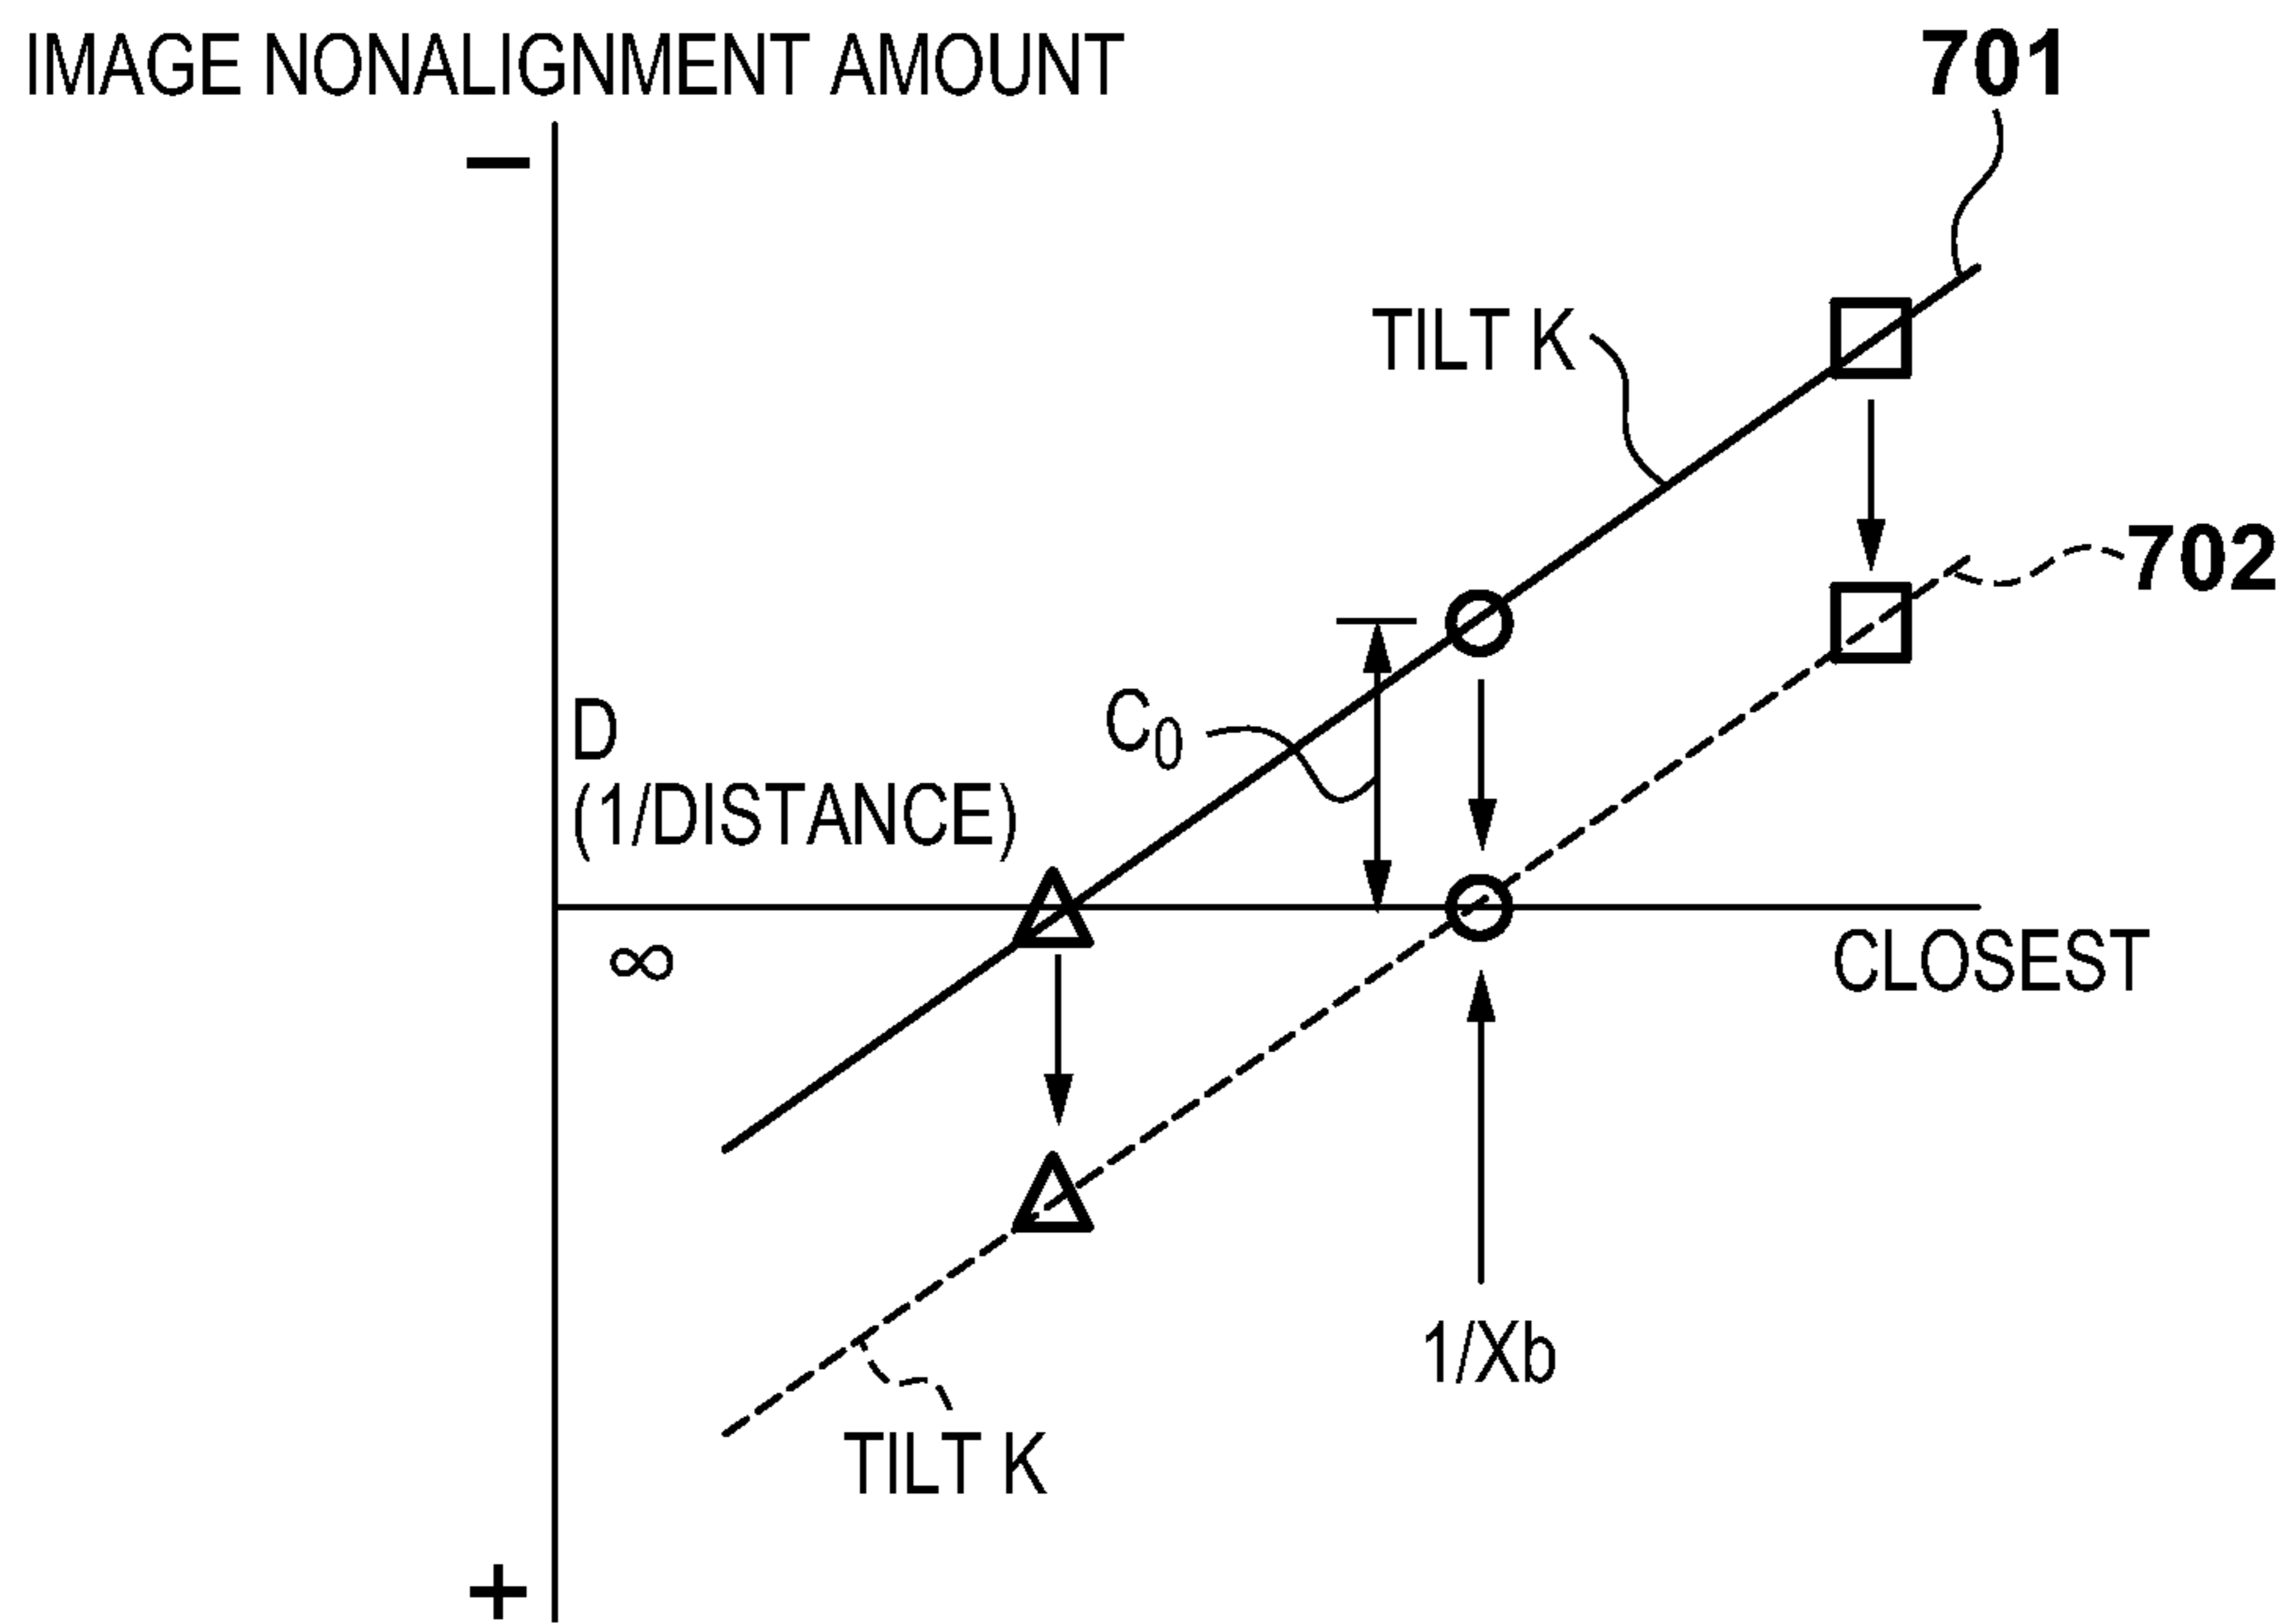 IMAGE NONALIGNMENT AMOUNT
701
−
TILT K
702
C0
D
(1/DISTANCE)
∞
CLOSEST
1/Xb
TILT K
+